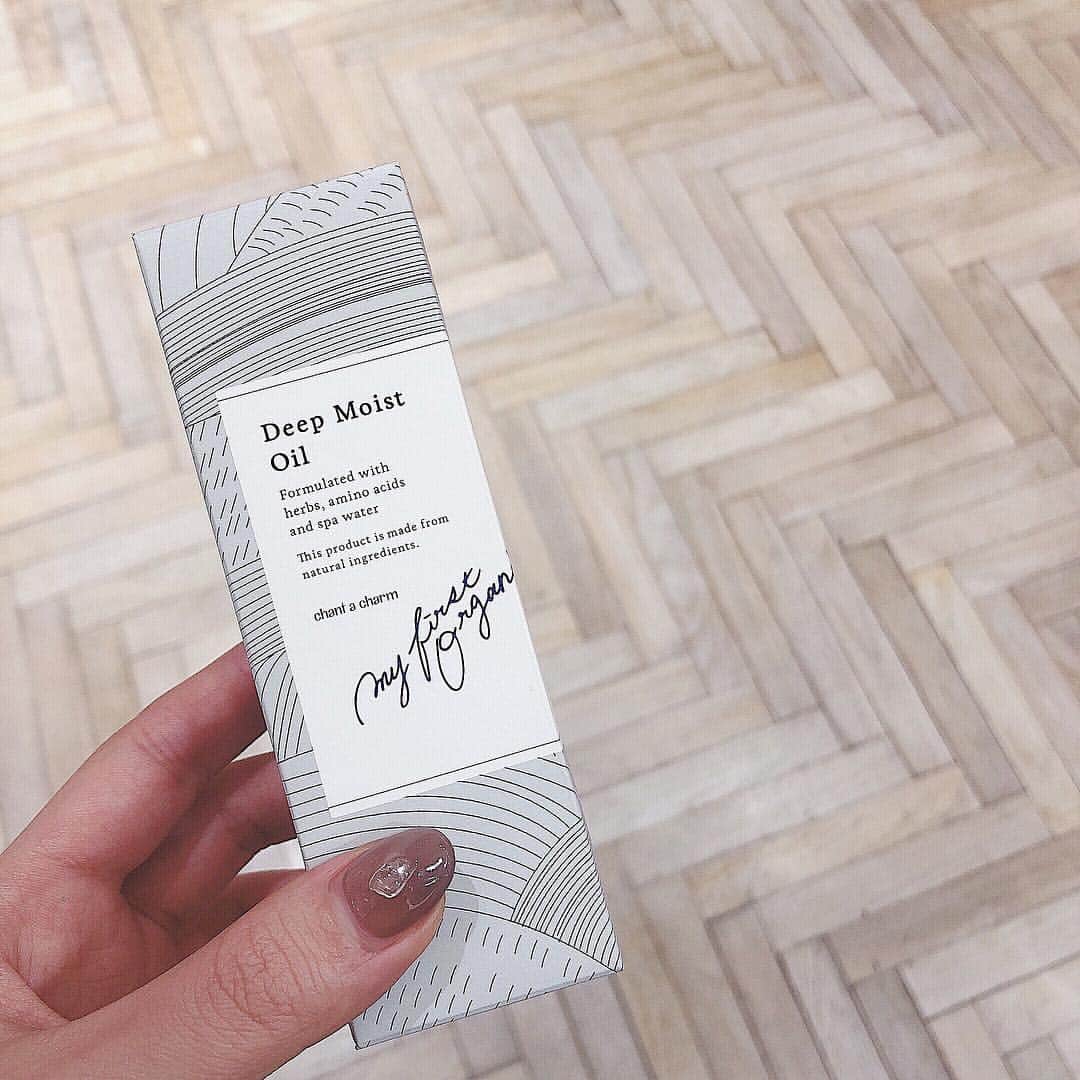 Deep Moist
Oil
Formulated with
herbs, amino acids
and spa water
This product is made from
natural ingredients.
chant a charm
my first
Organ